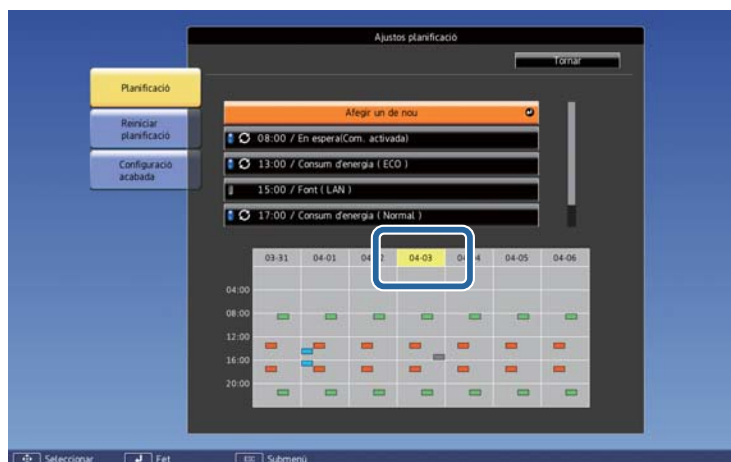 Ajustos planificació
Tornar
Planificació
Reiniciar
planificació
Configuració
acabada
Afegir un de nou
08:00 / En espera(Com. activada)
13:00 / Consum d'energia ( ECO )
15:00 / Font ( LAN )
17:00 / Consum d'energia ( Normal )
03-31 04-01 04-03 04-05 04-06
04:00
08:00
12:00
16:00
20:00
Seleccionar Fet Esc Submenú